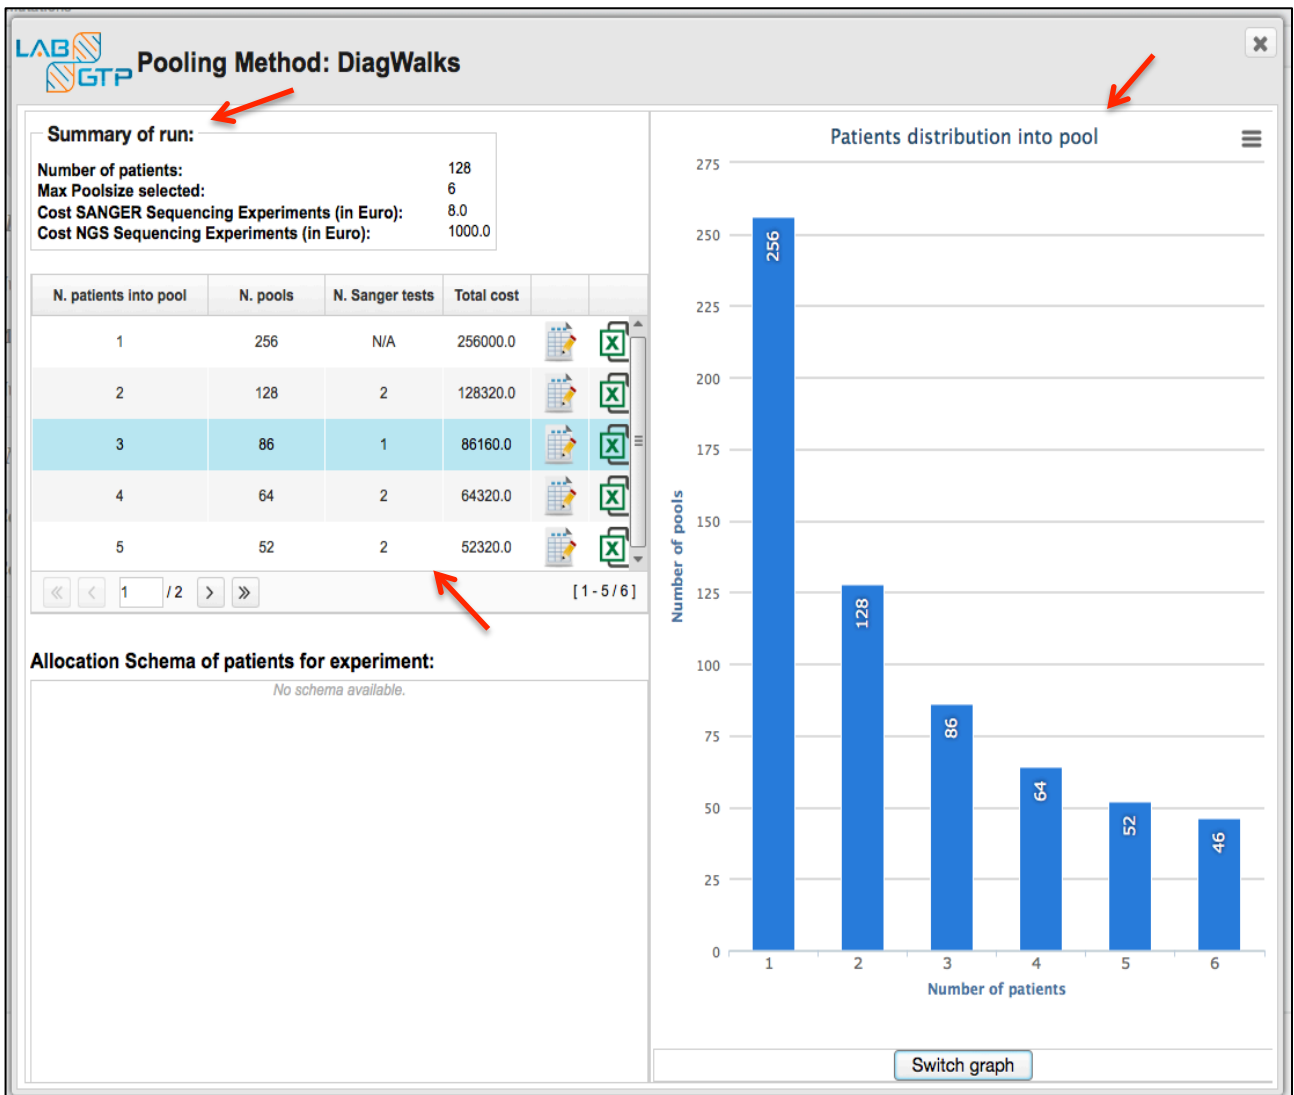 LAB
GTP
Pooling Method: DiagWalks
Summary of run:
Number of patients: 128
Max Poolsize selected: 6
Cost SANGER Sequencing Experiments (in Euro): 8.0
Cost NGS Sequencing Experiments (in Euro): 1000.0
N. patients into pool N. pools N. Sanger tests Total cost
1 256 N/A 256000.0
2 128 2 128320.0
3 86 1 86160.0
4 64 2 64320.0
5 52 2 52320.0
1 / 2 [ 1 - 5 / 6 ]
Allocation Schema of patients for experiment:
No schema available.
Patients distribution into pool
Number of pools
275
250
225
200
175
150
125
100
75
50
25
0
256
128
86
64
52
46
1 2 3 4 5 6
Number of patients
Switch graph